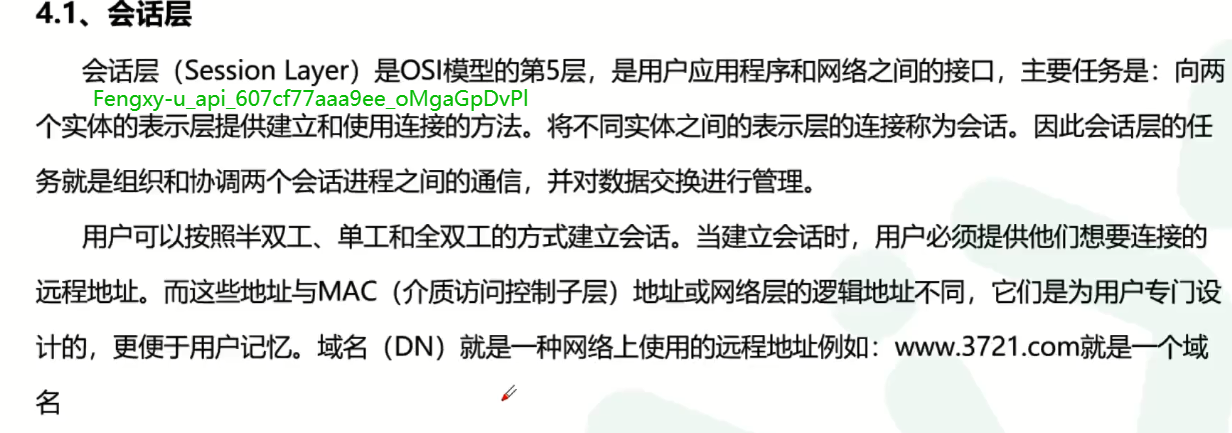 4.1、会话层
会话层（Session Layer）是OSI模型的第5层，是用户应用程序和网络之间的接口，主要任务是：向两
Fengxy-u_api_607cf77aaa9ee_oMgaGpDvPl
个实体的表示层提供建立和使用连接的方法。将不同实体之间的表示层的连接称为会话。因此会话层的任
务就是组织和协调两个会话进程之间的通信，并对数据交换进行管理。
用户可以按照半双工、单工和全双工的方式建立会话。当建立会话时，用户必须提供他们想要连接的
远程地址。而这些地址与MAC（介质访问控制子层）地址或网络层的逻辑地址不同，它们是为用户专门设
计的，更便于用户记忆。域名（DN）就是一种网络上使用的远程地址例如：www.3721.com就是一个域
名